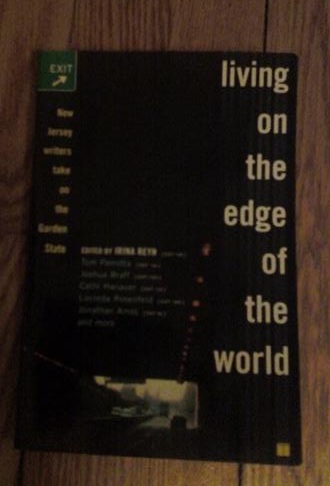 EXIT
living
on
the
edge
of
the
world
New
Jersey
writers
take
on
the
Garden
State
EDITED BY IRINA REYN
Tom Perrotta
Joshua Braff
Cathi Hanauer
Lucinda Rosenfeld
Jonathan Ames
and more